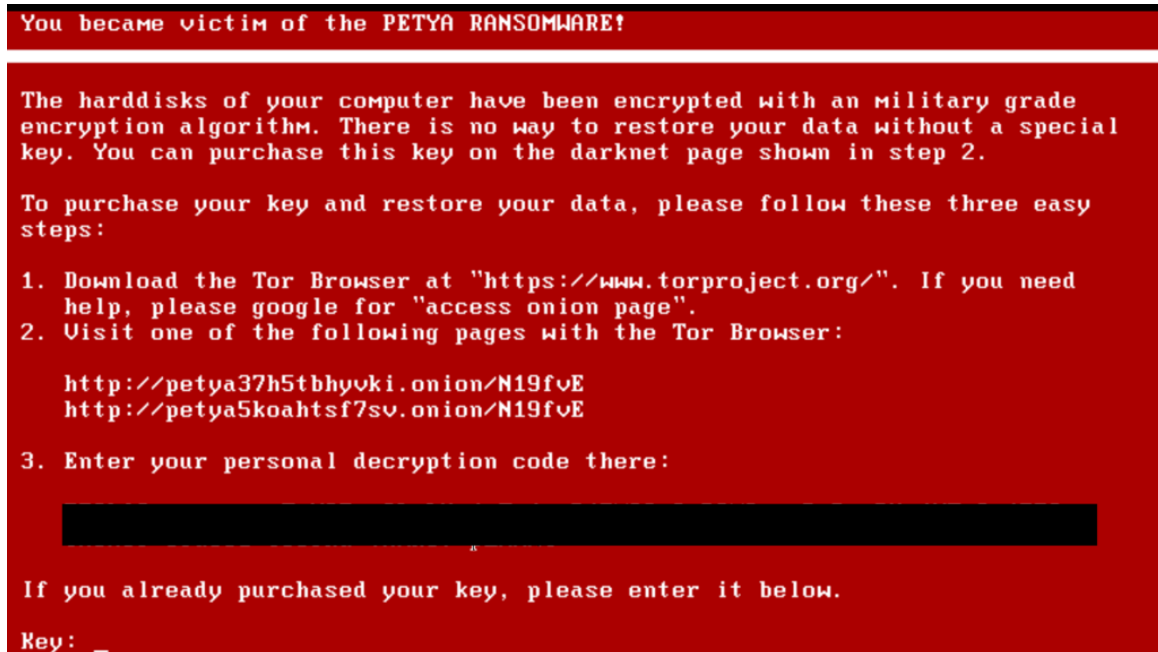 You became victim of the PETYA RANSOMWARE!
The harddisks of your computer have been encrypted with an military grade
encryption algorithm. There is no way to restore your data without a special
key. You can purchase this key on the darknet page shown in step 2.
To purchase your key and restore your data, please follow these three easy
steps:
1. Download the Tor Browser at "https://www.torproject.org/". If you need
help, please google for "access onion page".
2. Visit one of the following pages with the Tor Browser:
http://petya37h5tbhyvki.onion/N19fvE
http://petya5koahtsf7sv.onion/N19fvE
3. Enter your personal decryption code there:
If you already purchased your key, please enter it below.
Key: _